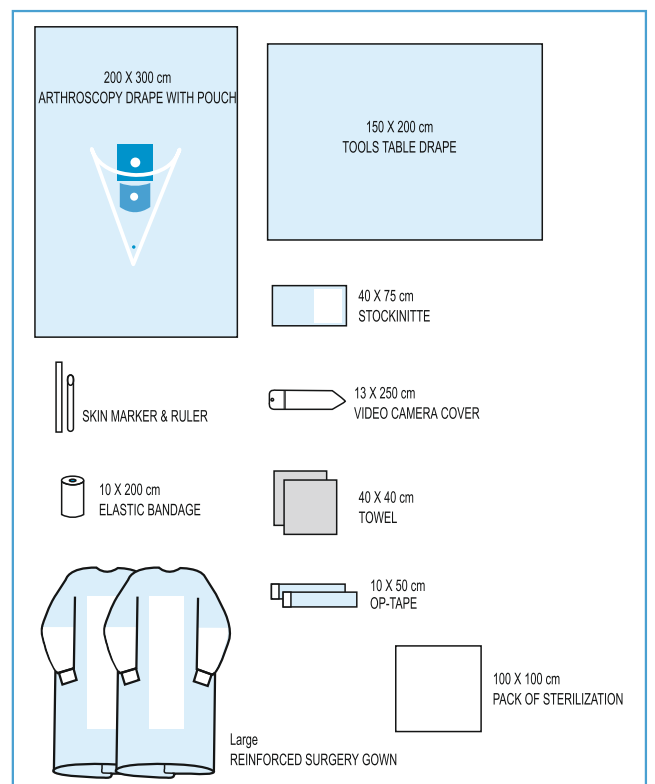 200 X 300 cm
ARTHROSCOPY DRAPE WITH POUCH
150 X 200 cm
TOOLS TABLE DRAPE
40 X 75 cm
STOCKINITTE
SKIN MARKER & RULER
13 X 250 cm
VIDEO CAMERA COVER
10 X 200 cm
ELASTIC BANDAGE
40 X 40 cm
TOWEL
10 X 50 cm
OP-TAPE
100 X 100 cm
PACK OF STERILIZATION
Large
REINFORCED SURGERY GOWN